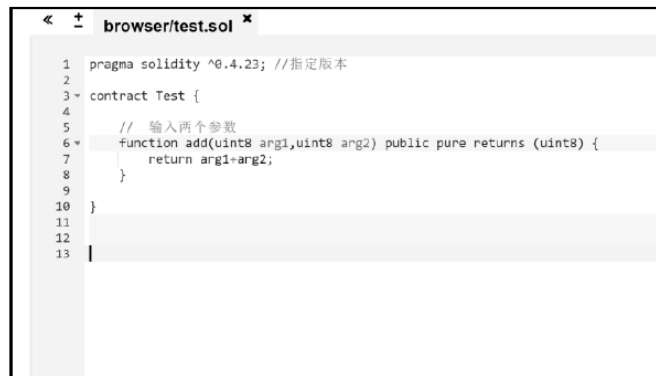 « ± browser/test.sol ×
1 pragma solidity ^0.4.23; //指定版本
2
3 contract Test {
4
5 // 输入两个参数
6 function add(uint8 arg1,uint8 arg2) public pure returns (uint8) {
7 return arg1+arg2;
8 }
9
10 }
11
12
13